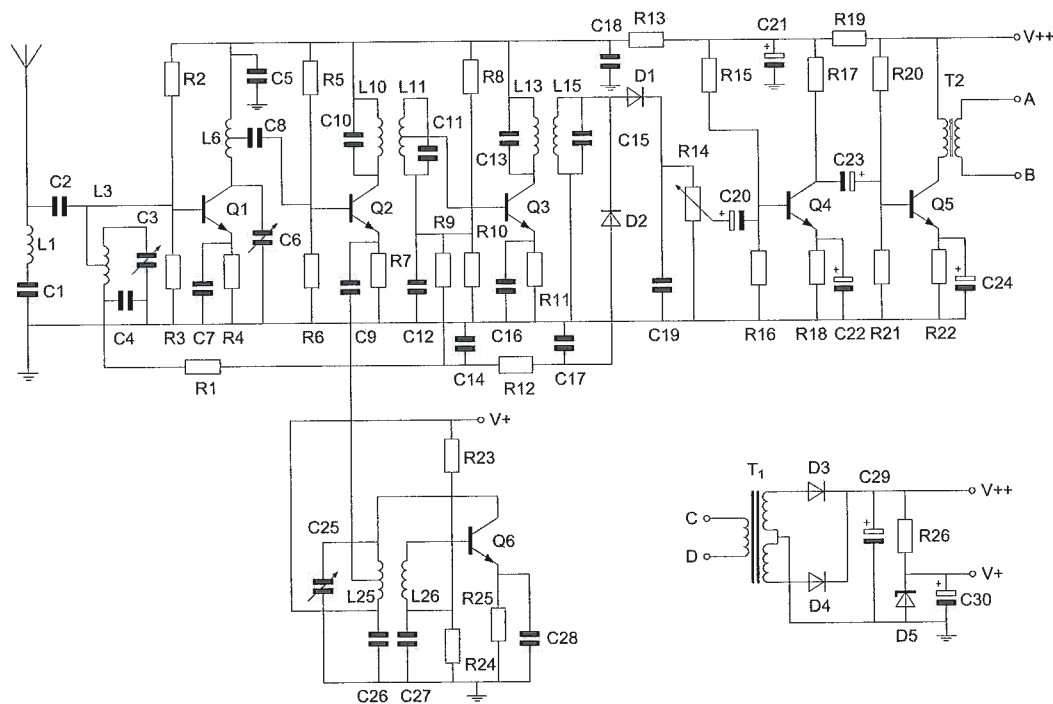 C18 R13 C21 R19 V++
R2 C5 R5 L10 L11 R8 L13 L15 D1 R15 R17 R20 T2
A
L6 C8 C10 C11 C13 C15 R14 C20 C23 B
C2 L3 C3 Q1 C6 Q2 R9 R10 Q3 D2 Q4 Q5
L1 C1 R7 R11 C24
C4 R3 C7 R4 R6 C9 C12 C16 C19 R16 R18 C22 R21 R22
R1 C14 R12 C17
V+
R23
C25 Q6
L25 L26 R25
C28
R24
C26 C27
T1 D3 C29 V++
C
R26
D
V+
D4 D5 C30
+
+
+
+
+
+
+